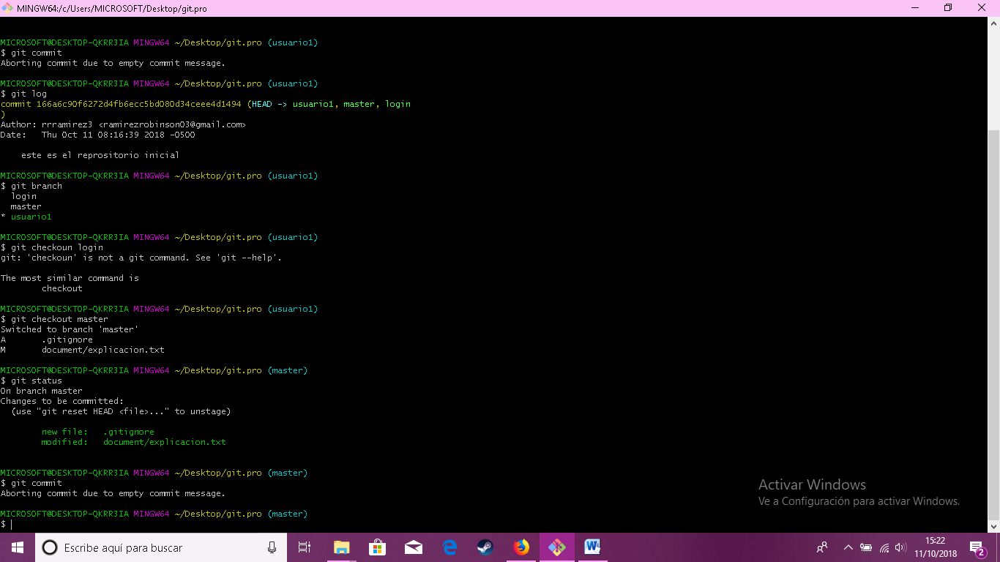 MINGW64:/c/Users/MICROSOFT/Desktop/git.pro
MICROSOFT@DESKTOP-QKRR3IA MINGW64 ~/Desktop/git.pro (usuario1)
$ git commit
Aborting commit due to empty commit message.
MICROSOFT@DESKTOP-QKRR3IA MINGW64 ~/Desktop/git.pro (usuario1)
$ git log
commit 166a6c90f6272d4fb6ecc5bd080d34ceee4d1494 (HEAD -> usuario1, master, login
)
Author: rrramirez3 <ramirezrobinson03@gmail.com>
Date:   Thu Oct 11 08:16:39 2018 -0500
    este es el reprositorio inicial
MICROSOFT@DESKTOP-QKRR3IA MINGW64 ~/Desktop/git.pro (usuario1)
$ git branch
  login
  master
* usuario1
MICROSOFT@DESKTOP-QKRR3IA MINGW64 ~/Desktop/git.pro (usuario1)
$ git checkoun login
git: 'checkoun' is not a git command. See 'git --help'.
The most similar command is
        checkout
MICROSOFT@DESKTOP-QKRR3IA MINGW64 ~/Desktop/git.pro (usuario1)
$ git checkout master
Switched to branch 'master'
A       .gitignore
M       document/explicacion.txt
MICROSOFT@DESKTOP-QKRR3IA MINGW64 ~/Desktop/git.pro (master)
$ git status
On branch master
Changes to be committed:
  (use "git reset HEAD <file>..." to unstage)
        new file:   .gitignore
        modified:   document/explicacion.txt
MICROSOFT@DESKTOP-QKRR3IA MINGW64 ~/Desktop/git.pro (master)
$ git commit
Aborting commit due to empty commit message.
MICROSOFT@DESKTOP-QKRR3IA MINGW64 ~/Desktop/git.pro (master)
$
Activar Windows
Ve a Configuración para activar Windows.
Escribe aquí para buscar
15:22
11/10/2018
2